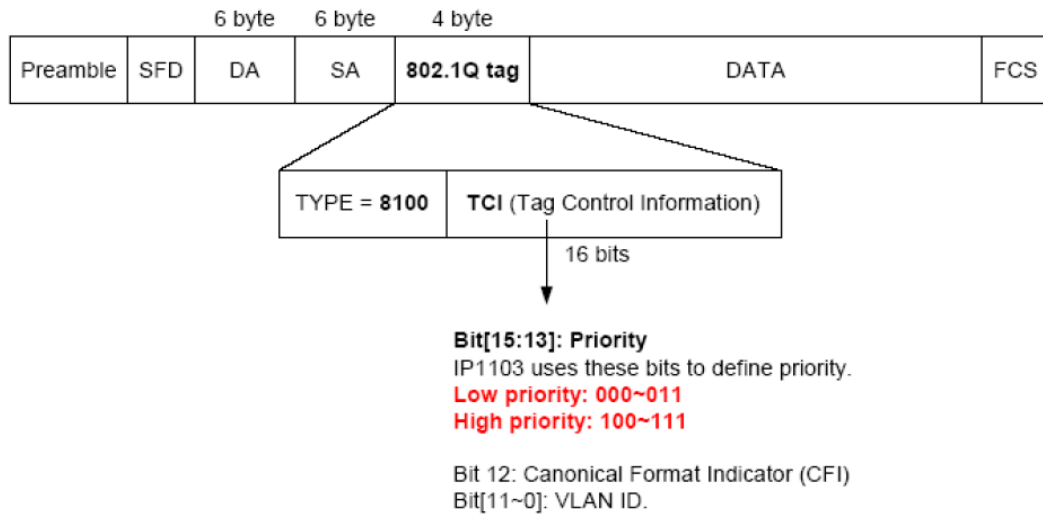 6 byte 6 byte 4 byte
Preamble SFD DA SA 802.1Q tag DATA FCS
TYPE = 8100 TCI (Tag Control Information)
16 bits
Bit[15:13]: Priority
IP1103 uses these bits to define priority.
Low priority: 000~011
High priority: 100~111
Bit 12: Canonical Format Indicator (CFI)
Bit[11~0]: VLAN ID.